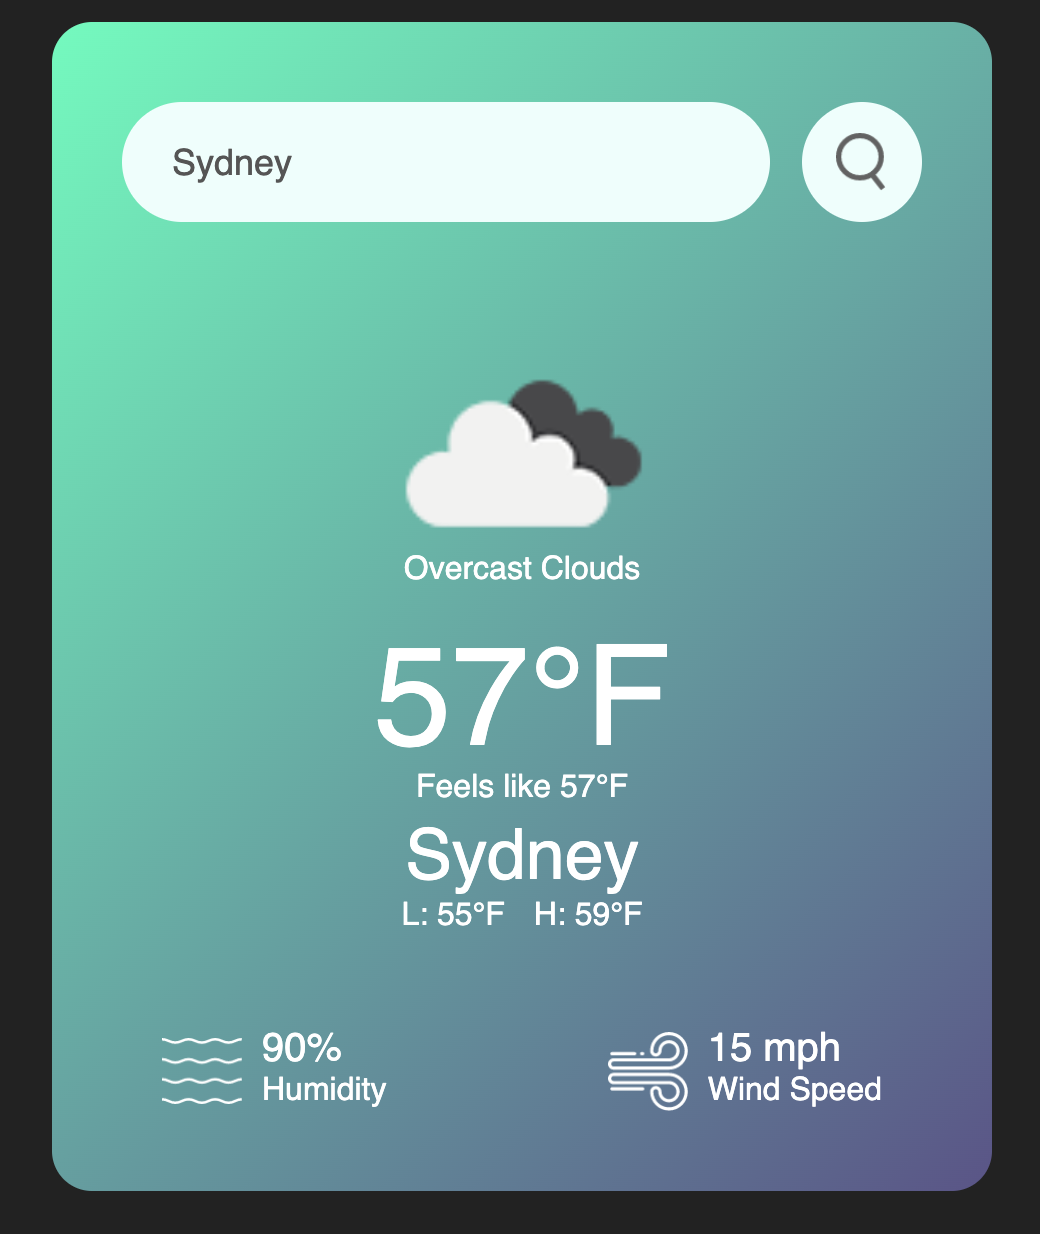 Sydney
Overcast Clouds
57°F
Feels like 57°F
Sydney
L: 55°F H: 59°F
90%
Humidity
15 mph
Wind Speed